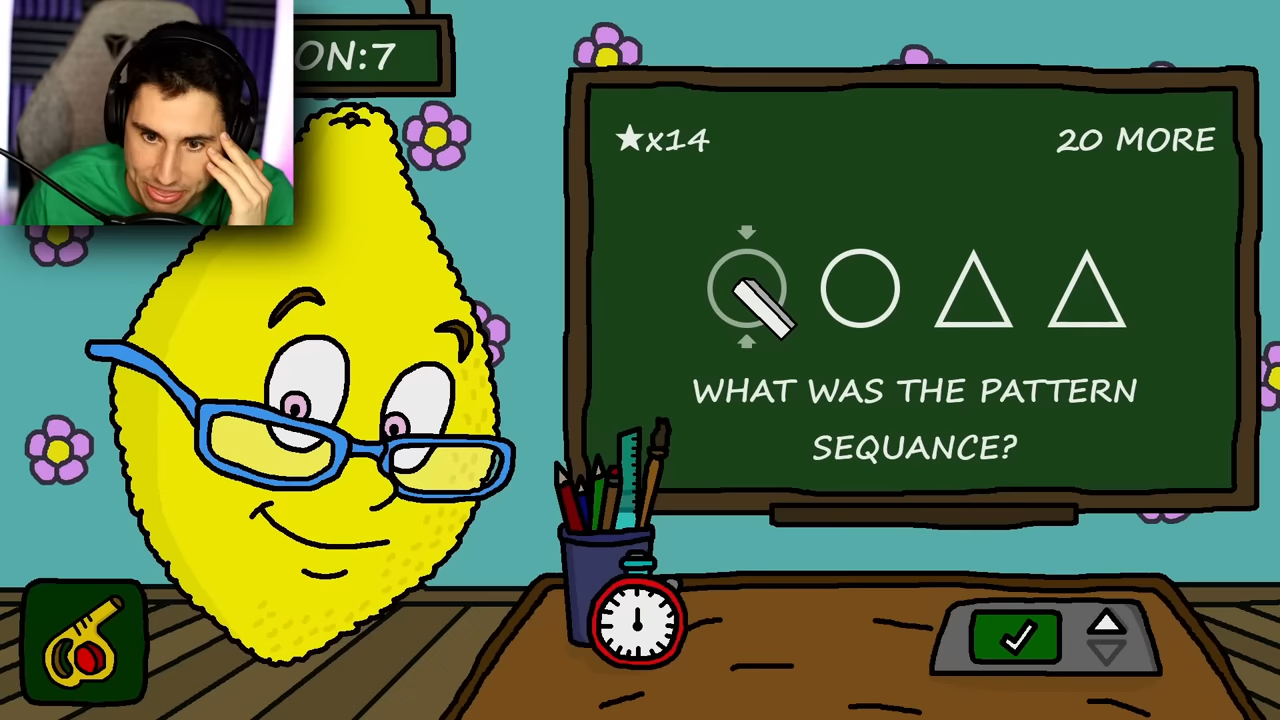 ON:7
★x14
20 MORE
WHAT WAS THE PATTERN
SEQUANCE?